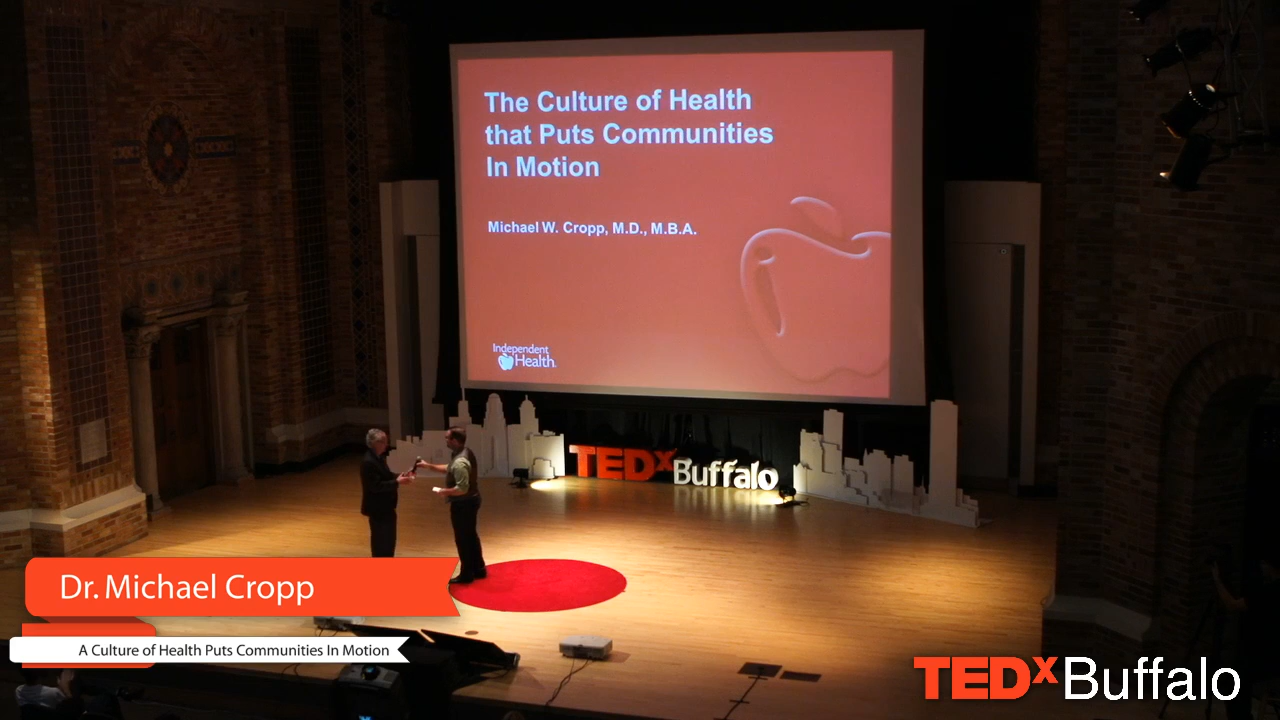 The Culture of Health
that Puts Communities
In Motion
Michael W. Cropp, M.D., M.B.A.
Independent
Health
TEDxBuffalo
Dr. Michael Cropp
A Culture of Health Puts Communities In Motion
TEDxBuffalo